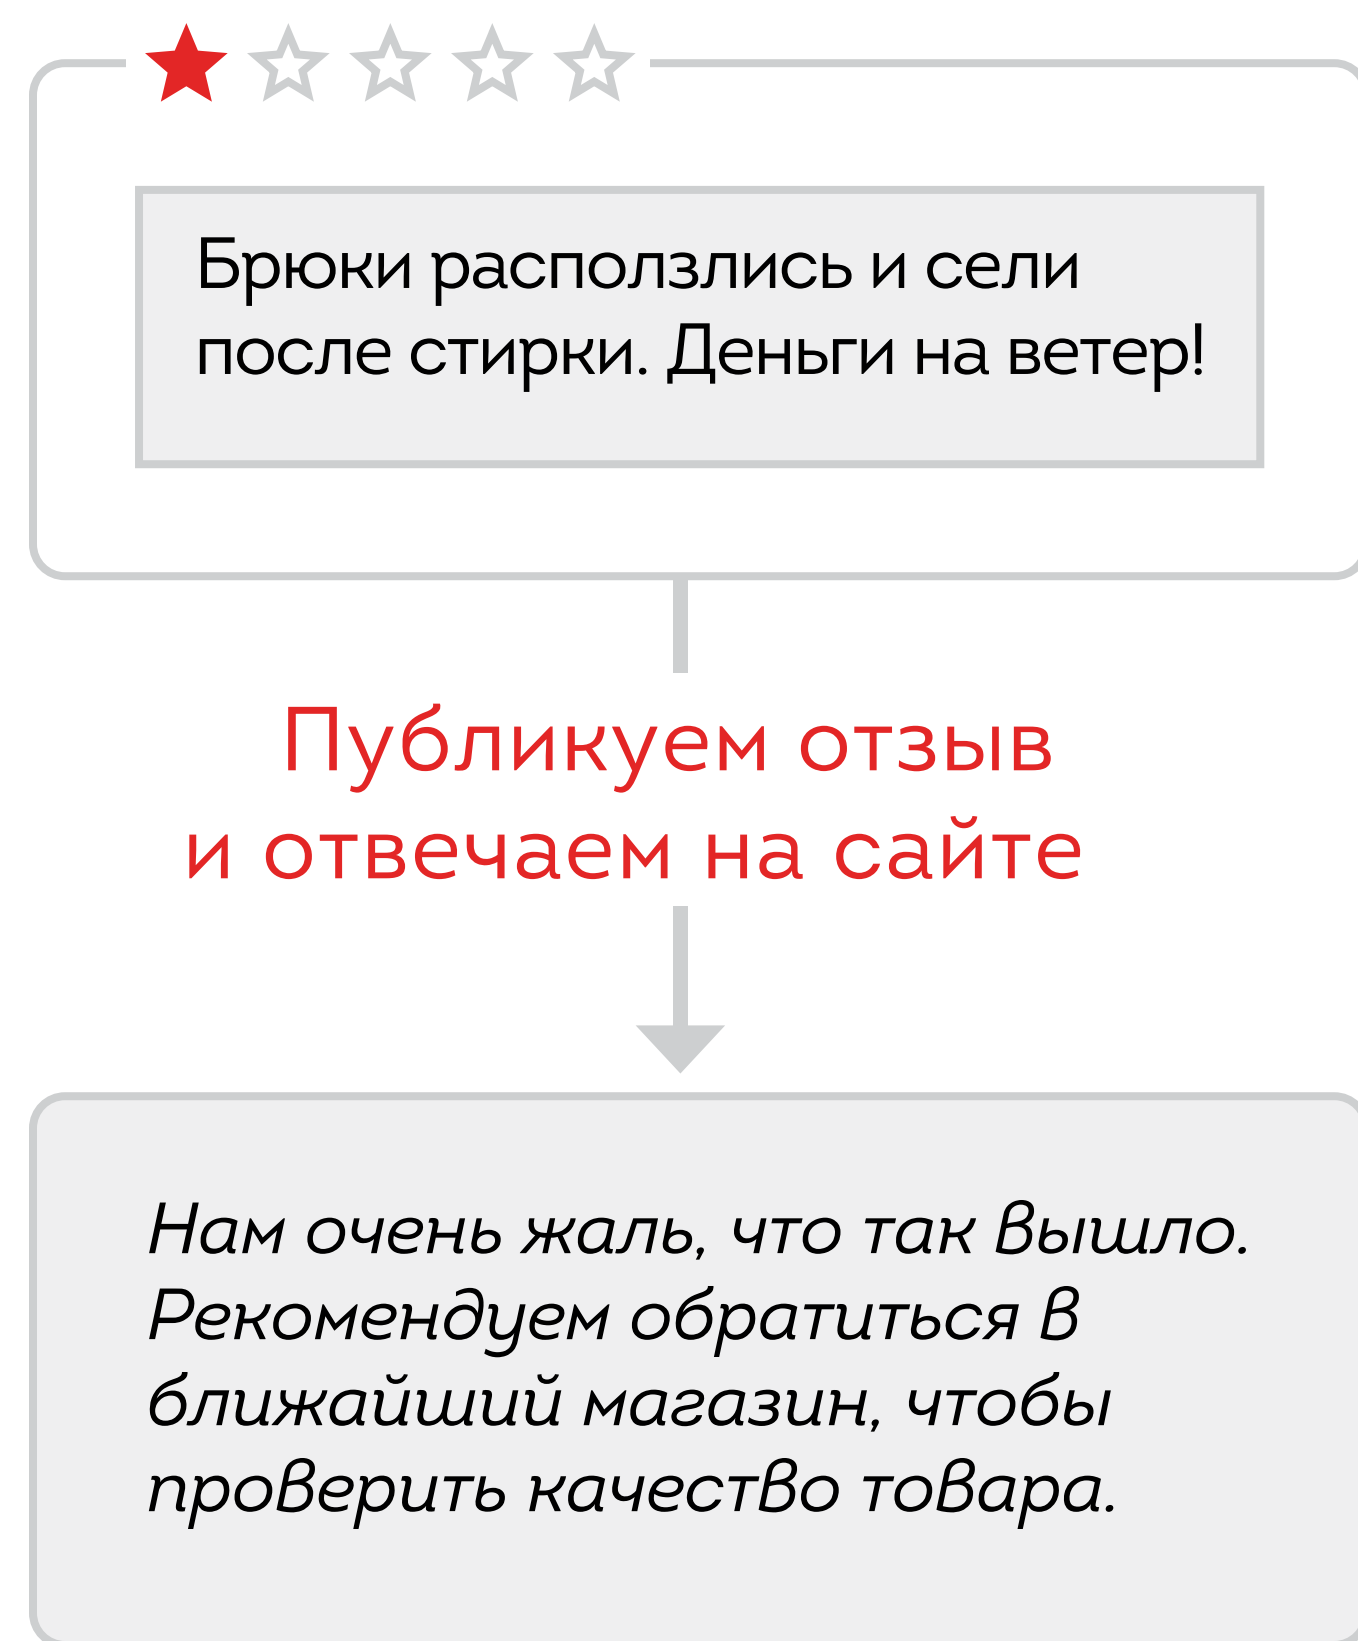 Брюки расползлись и сели
после стирки. Деньги на ветер!
Публикуем отзыв
и отвечаем на сайте
Нам очень жаль, что так вышло.
Рекомендуем обратиться в
ближайший магазин, чтобы
проверить качество товара.